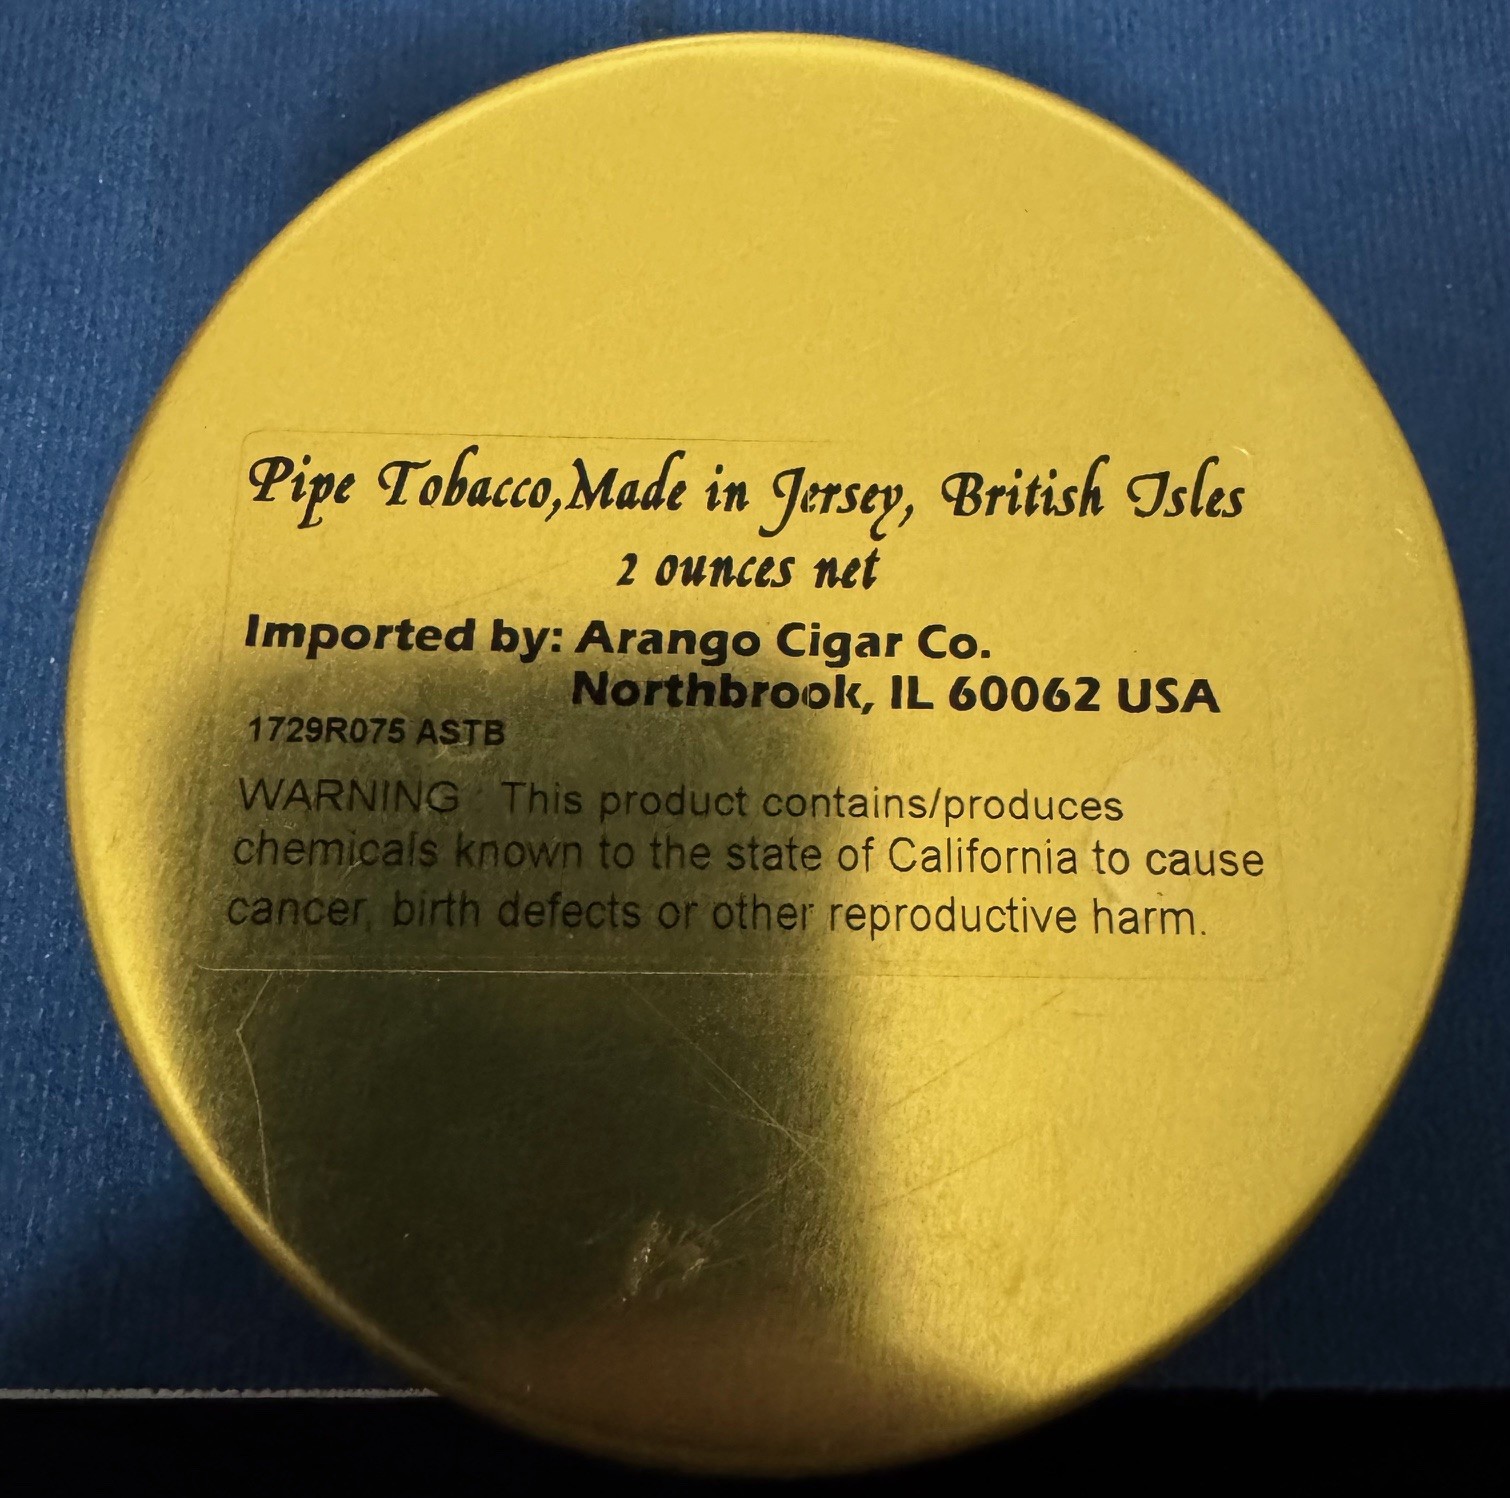 Pipe Tobacco,Made in Jersey, British Isles
2 ounces net
Imported by: Arango Cigar Co.
Northbrook, IL 60062 USA
1729R075 ASTB
WARNING : This product contains/produces
chemicals known to the state of California to cause
cancer, birth defects or other reproductive harm.